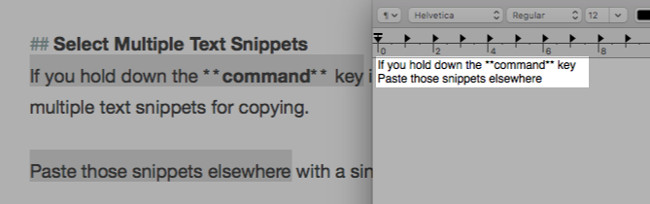 ## Select Multiple Text Snippets
If you hold down the **command** key i
multiple text snippets for copying.
Paste those snippets elsewhere with a sin
¶ Helvetica Regular 12
0 2 4 6 8
If you hold down the **command** key
Paste those snippets elsewhere